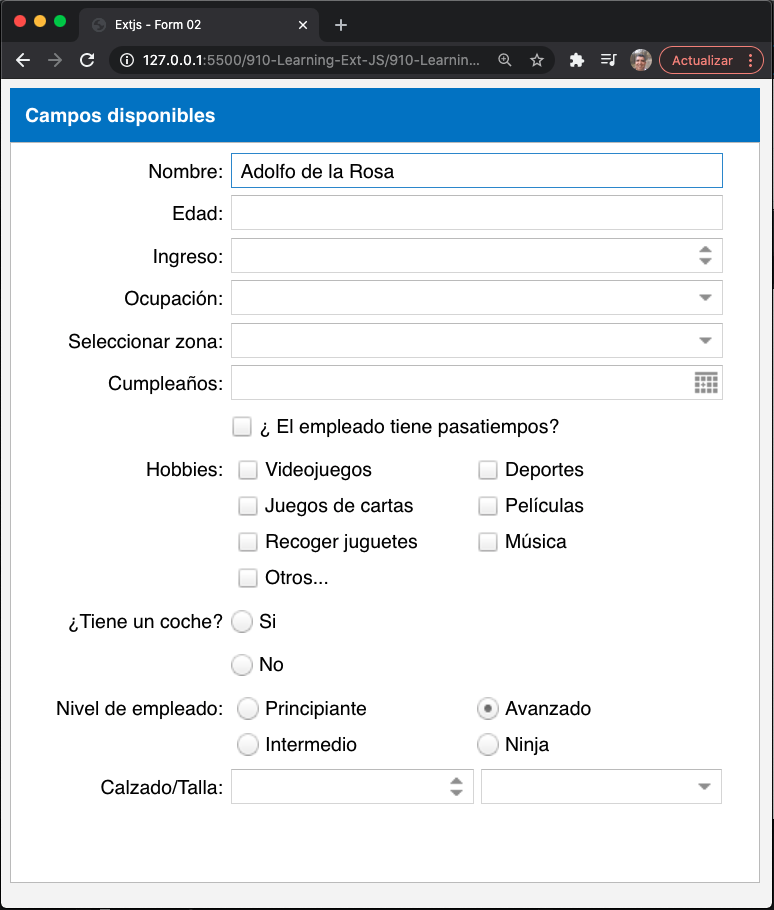 Extjs - Form 02
127.0.0.1:5500/910-Learning-Ext-JS/910-Learnin...
Actualizar
Campos disponibles
Nombre: Adolfo de la Rosa
Edad:
Ingreso:
Ocupación:
Seleccionar zona:
Cumpleaños:
¿ El empleado tiene pasatiempos?
Hobbies: Videojuegos Deportes
Juegos de cartas Películas
Recoger juguetes Música
Otros...
¿Tiene un coche? Si
No
Nivel de empleado: Principiante Avanzado
Intermedio Ninja
Calzado/Talla: